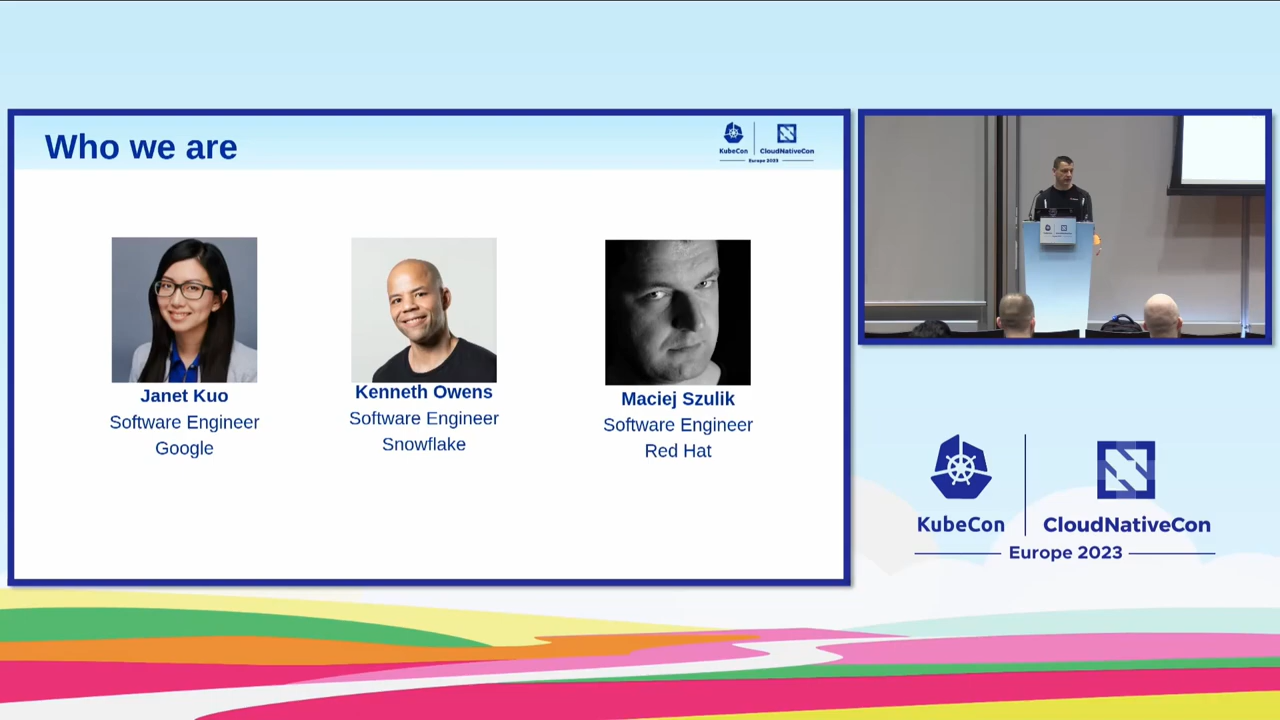 Who we are
KubeCon
CloudNativeCon
Europe 2023
Janet Kuo
Software Engineer
Google
Kenneth Owens
Software Engineer
Snowflake
Maciej Szulik
Software Engineer
Red Hat
KubeCon
CloudNativeCon
Europe 2023